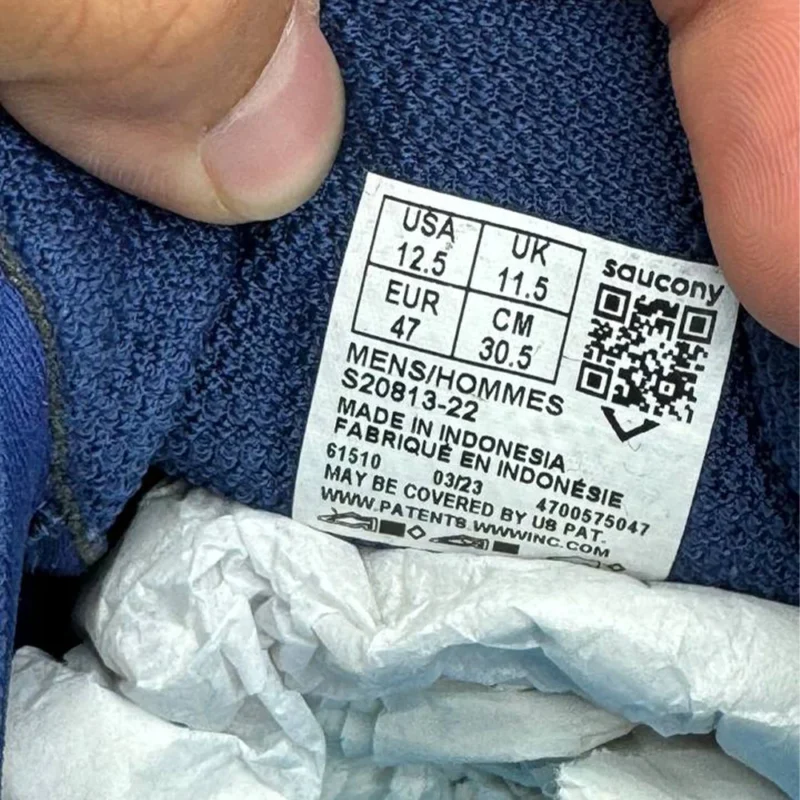 USA 12.5
UK 11.5
EUR 47
CM 30.5
saucony
MENS/HOMMES
S20813-22
MADE IN INDONESIA
FABRIQUÉ EN INDONÉSIE
61510 03/23 4700575047
MAY BE COVERED BY US PAT.
WWW.PATENTS.WWWINC.COM